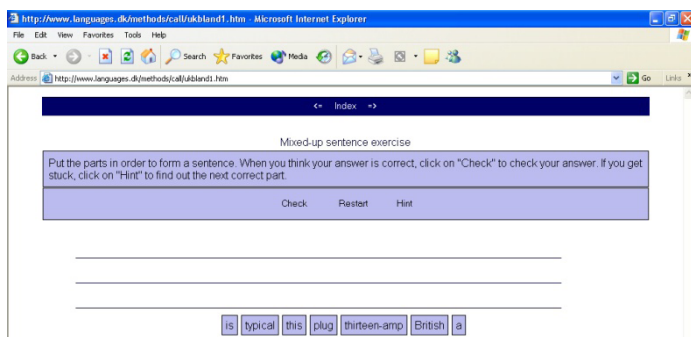 http://www.languages.dk/methods/call/ukbland1.htm - Microsoft Internet Explorer
File Edit View Favorites Tools Help
Back Search Favorites Media
Address http://www.languages.dk/methods/call/ukbland1.htm Go Links »
<= Index =>
Mixed-up sentence exercise
Put the parts in order to form a sentence. When you think your answer is correct, click on "Check" to check your answer. If you get
stuck, click on "Hint" to find out the next correct part.
Check Restart Hint
is typical this plug thirteen-amp British a